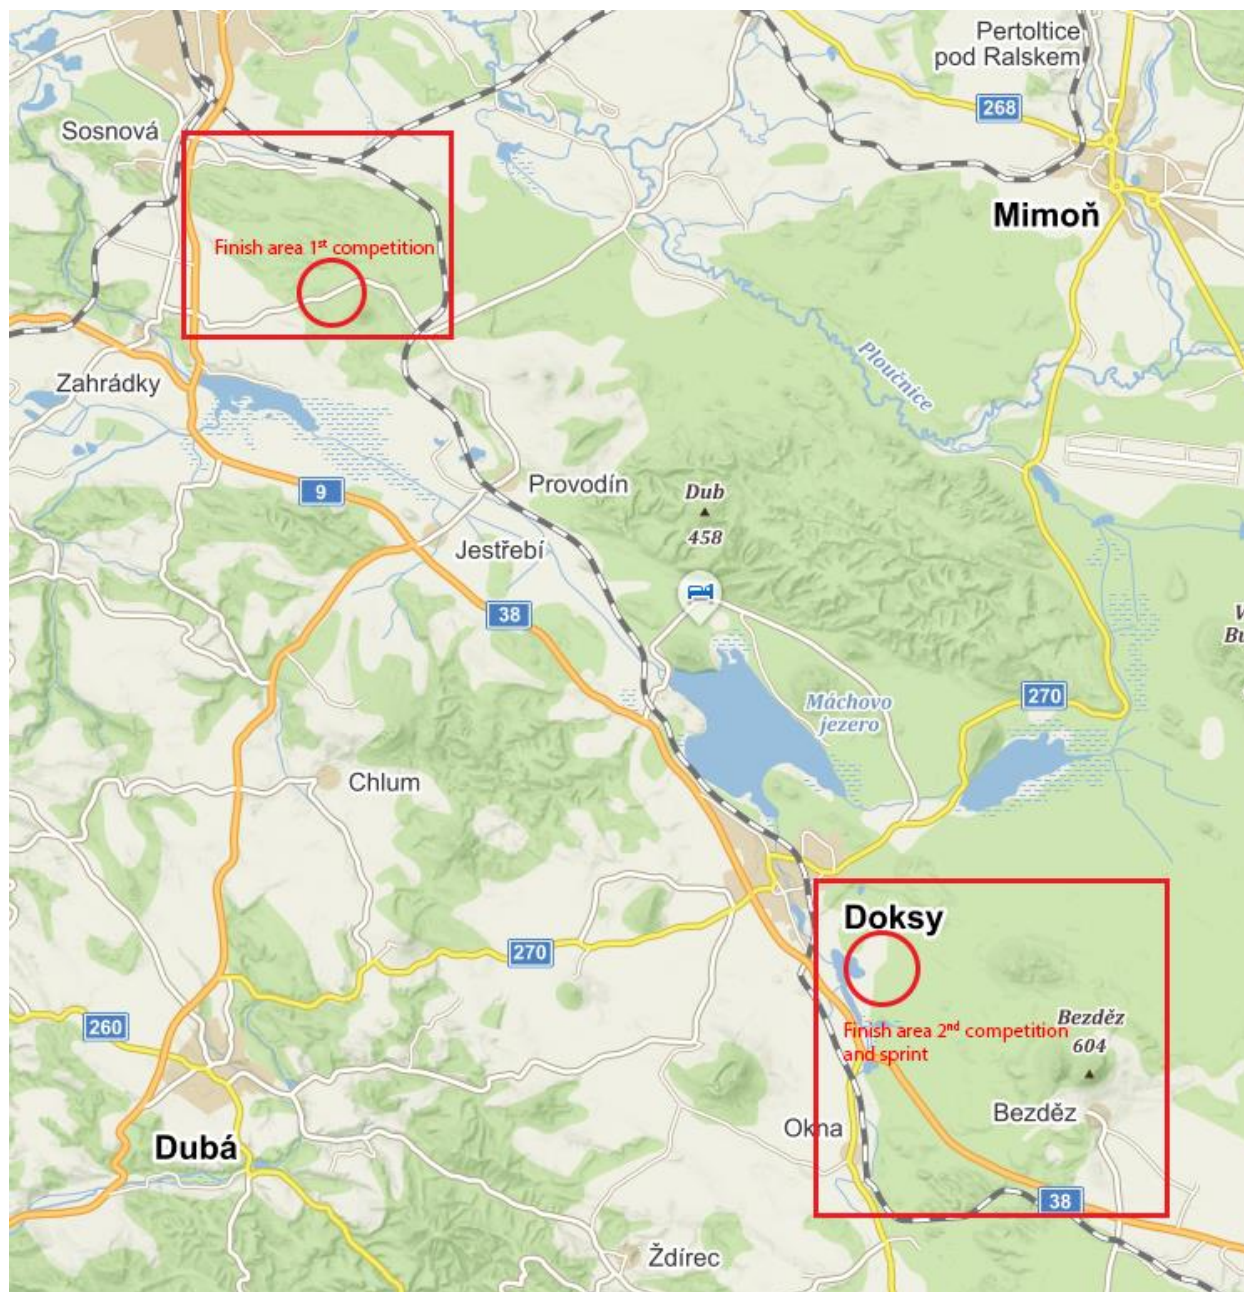 Pertoltice
pod Ralskem
268
Sosnová
Mimoň
Finish area 1st competition
Ploučnice
Zahrádky
9
Provodín
Dub
458
Jestřebí
38
270
Máchovo
jezero
Chlum
Doksy
270
260
Finish area 2nd competition
and sprint
Bezděz
604
Bezděz
Okna
Dubá
38
Ždírec